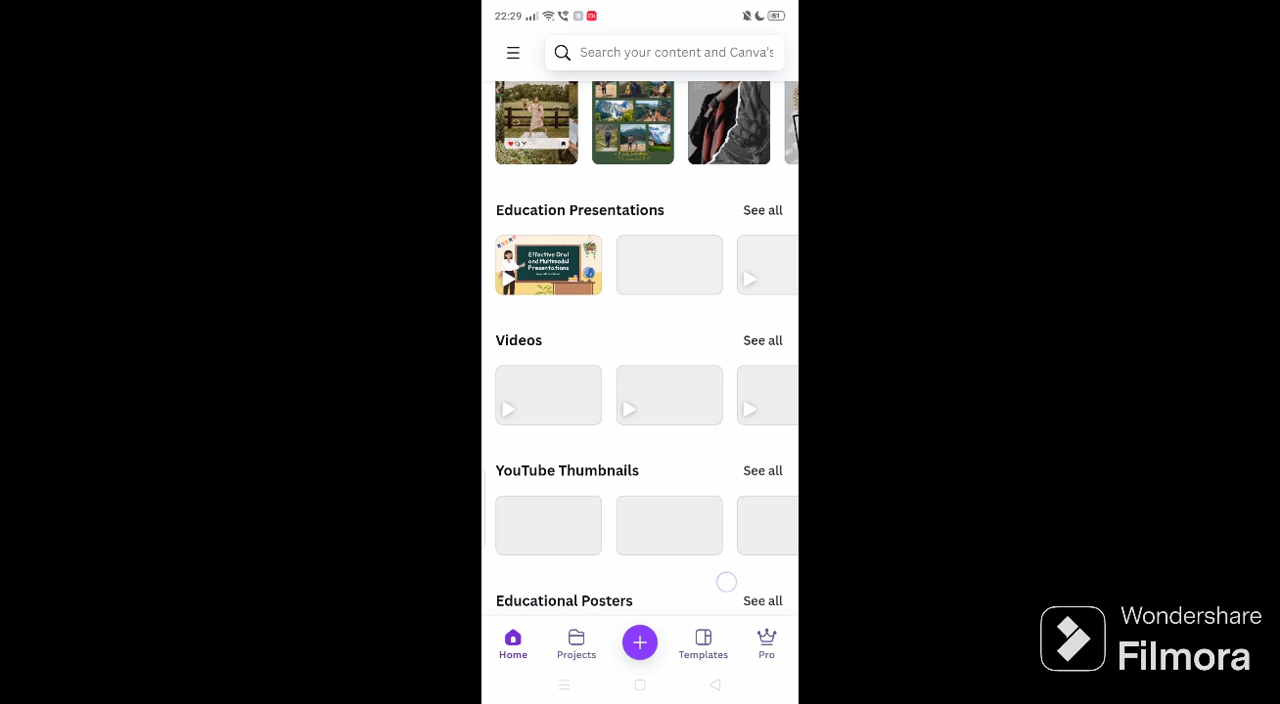 22:29
61
Search your content and Canva's
Education Presentations
See all
Effective Oral
and Multimodal
Presentations
Videos
See all
YouTube Thumbnails
See all
Educational Posters
See all
Home
Projects
Templates
Pro
Wondershare
Filmora